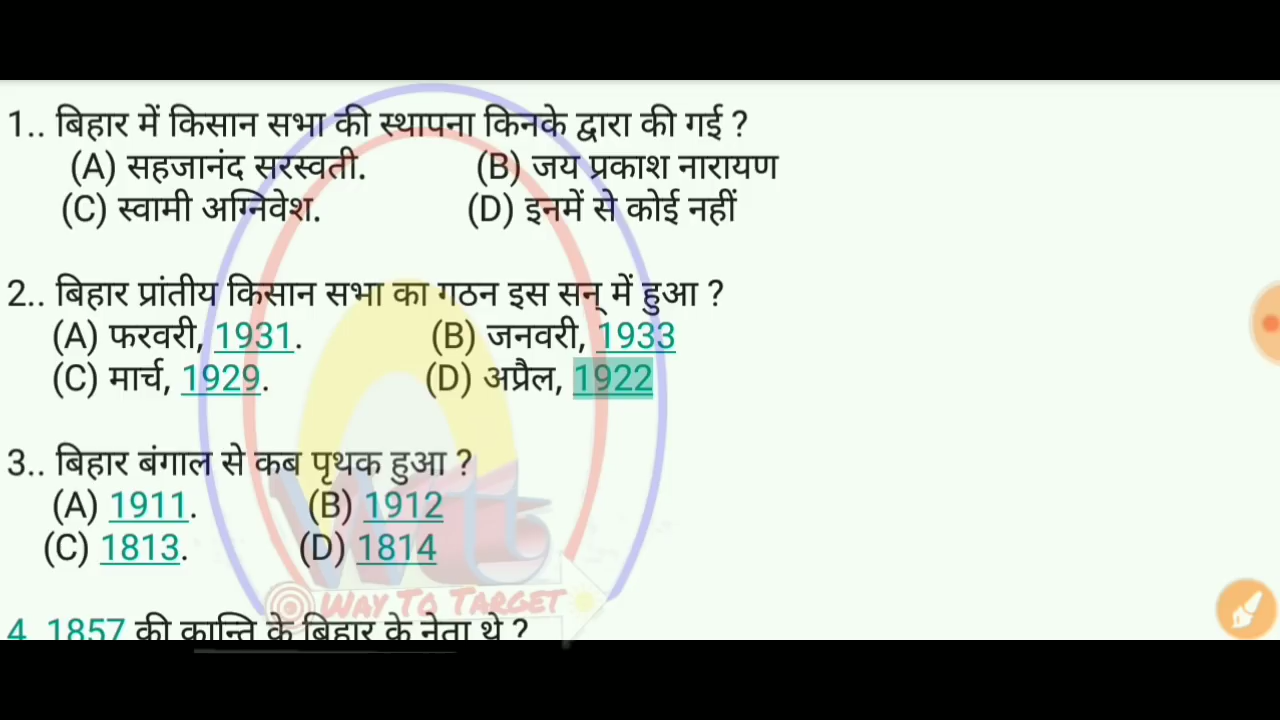 1.. बिहार में किसान सभा की स्थापना किनके द्वारा की गई ?
(A) सहजानंद सरस्वती. (B) जय प्रकाश नारायण
(C) स्वामी अग्निवेश. (D) इनमें से कोई नहीं
2.. बिहार प्रांतीय किसान सभा का गठन इस सन् में हुआ ?
(A) फरवरी, 1931. (B) जनवरी, 1933
(C) मार्च, 1929. (D) अप्रैल, 1922
3.. बिहार बंगाल से कब पृथक हुआ ?
(A) 1911. (B) 1912
(C) 1813. (D) 1814
Wtt
WAY TO TARGET
4 1857 की क्रान्ति के बिहार के नेता थे ?